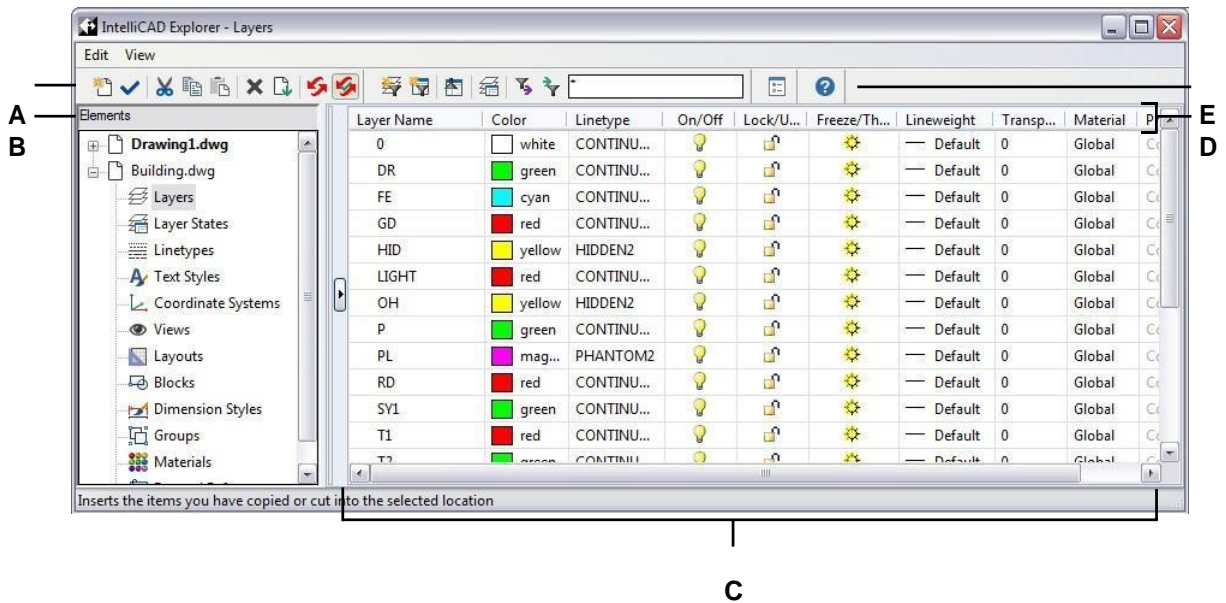 IntelliCAD Explorer - Layers
Edit View
*
A
B
E
D
Elements
Drawing1.dwg
Building.dwg
Layers
Layer States
Linetypes
Text Styles
Coordinate Systems
Views
Layouts
Blocks
Dimension Styles
Groups
Materials
Layer Name Color Linetype On/Off Lock/U... Freeze/Th... Lineweight Transp... Material P
0 white CONTINU... Default 0 Global
DR green CONTINU... Default 0 Global
FE cyan CONTINU... Default 0 Global
GD red CONTINU... Default 0 Global
HID yellow HIDDEN2 Default 0 Global
LIGHT red CONTINU... Default 0 Global
OH yellow HIDDEN2 Default 0 Global
P green CONTINU... Default 0 Global
PL mag... PHANTOM2 Default 0 Global
RD red CONTINU... Default 0 Global
SY1 green CONTINU... Default 0 Global
T1 red CONTINU... Default 0 Global
T2 green CONTINU... Default 0 Global
Inserts the items you have copied or cut into the selected location
C